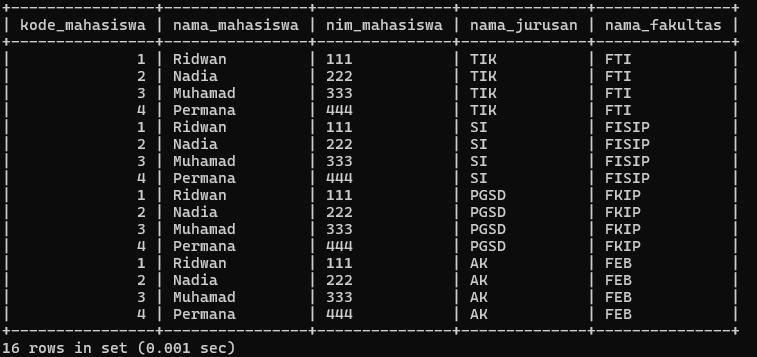 +----------------+----------------+---------------+--------------+---------------+
| kode_mahasiswa | nama_mahasiswa | nim_mahasiswa | nama_jurusan | nama_fakultas |
+----------------+----------------+---------------+--------------+---------------+
|              1 | Ridwan         | 111           | TIK          | FTI           |
|              2 | Nadia          | 222           | TIK          | FTI           |
|              3 | Muhamad        | 333           | TIK          | FTI           |
|              4 | Permana        | 444           | TIK          | FTI           |
|              1 | Ridwan         | 111           | SI           | FISIP         |
|              2 | Nadia          | 222           | SI           | FISIP         |
|              3 | Muhamad        | 333           | SI           | FISIP         |
|              4 | Permana        | 444           | SI           | FISIP         |
|              1 | Ridwan         | 111           | PGSD         | FKIP          |
|              2 | Nadia          | 222           | PGSD         | FKIP          |
|              3 | Muhamad        | 333           | PGSD         | FKIP          |
|              4 | Permana        | 444           | PGSD         | FKIP          |
|              1 | Ridwan         | 111           | AK           | FEB           |
|              2 | Nadia          | 222           | AK           | FEB           |
|              3 | Muhamad        | 333           | AK           | FEB           |
|              4 | Permana        | 444           | AK           | FEB           |
+----------------+----------------+---------------+--------------+---------------+
16 rows in set (0.001 sec)